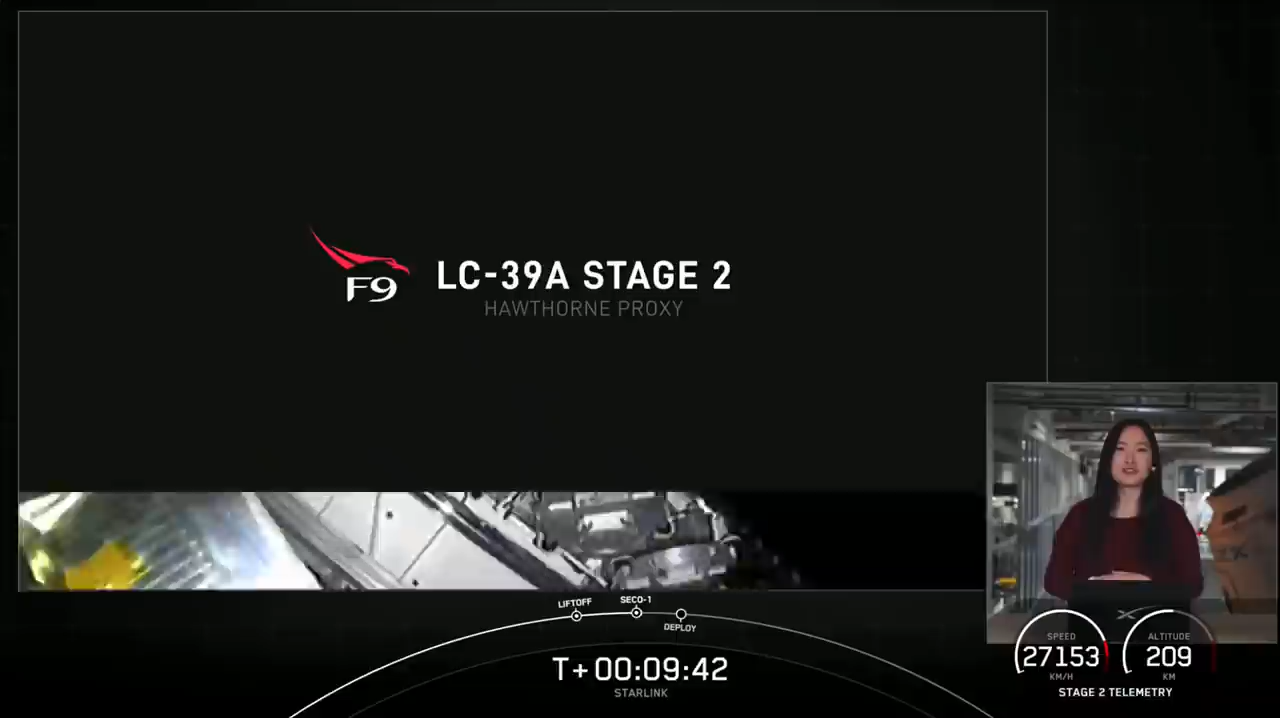 F9
LC-39A STAGE 2
HAWTHORNE PROXY
LIFTOFF
SECO-1
DEPLOY
T+00:09:42
STARLINK
SPEED
27153
KM/H
ALTITUDE
209
KM
STAGE 2 TELEMETRY